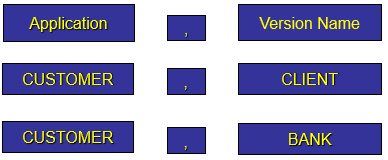 Application , Version Name
CUSTOMER , CLIENT
CUSTOMER , BANK